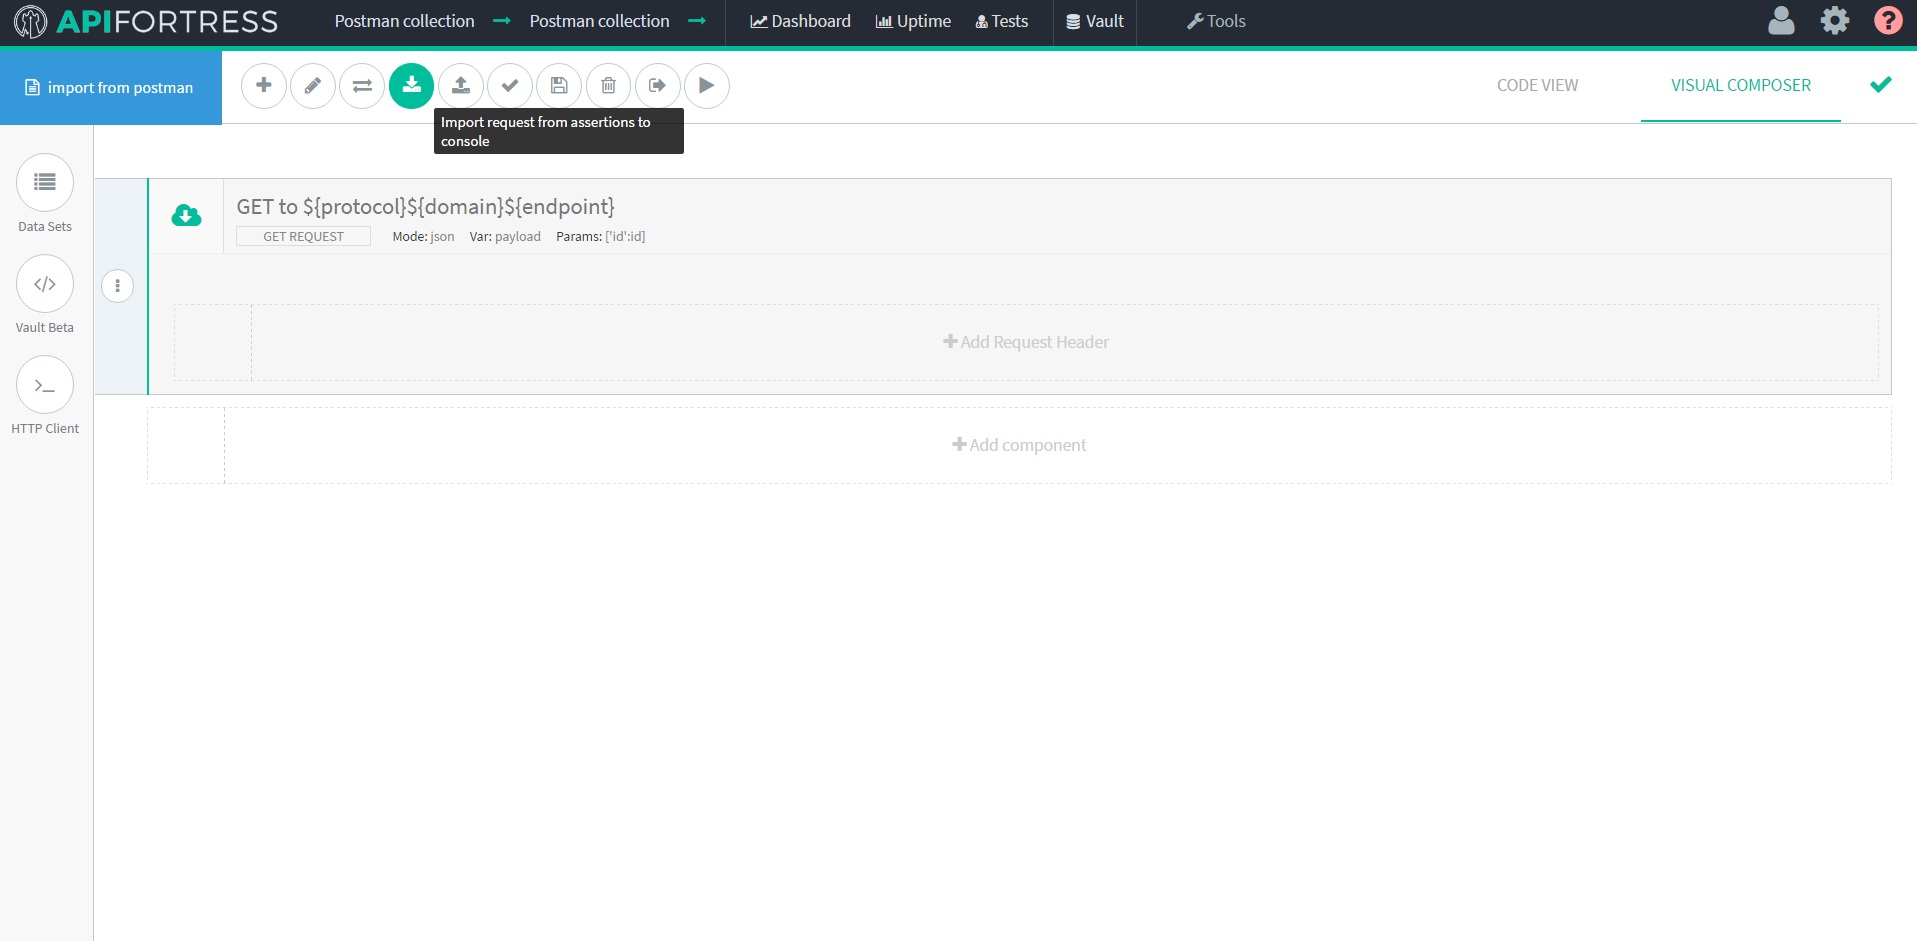 APIFORTRESS Postman collection → Postman collection → Dashboard Uptime Tests Vault Tools ?
import from postman CODE VIEW VISUAL COMPOSER
Import request from assertions to
console
Data Sets
Vault Beta
HTTP Client
GET to ${protocol}${domain}${endpoint}
GET REQUEST Mode: json Var: payload Params: ['id':id]
+ Add Request Header
+ Add component